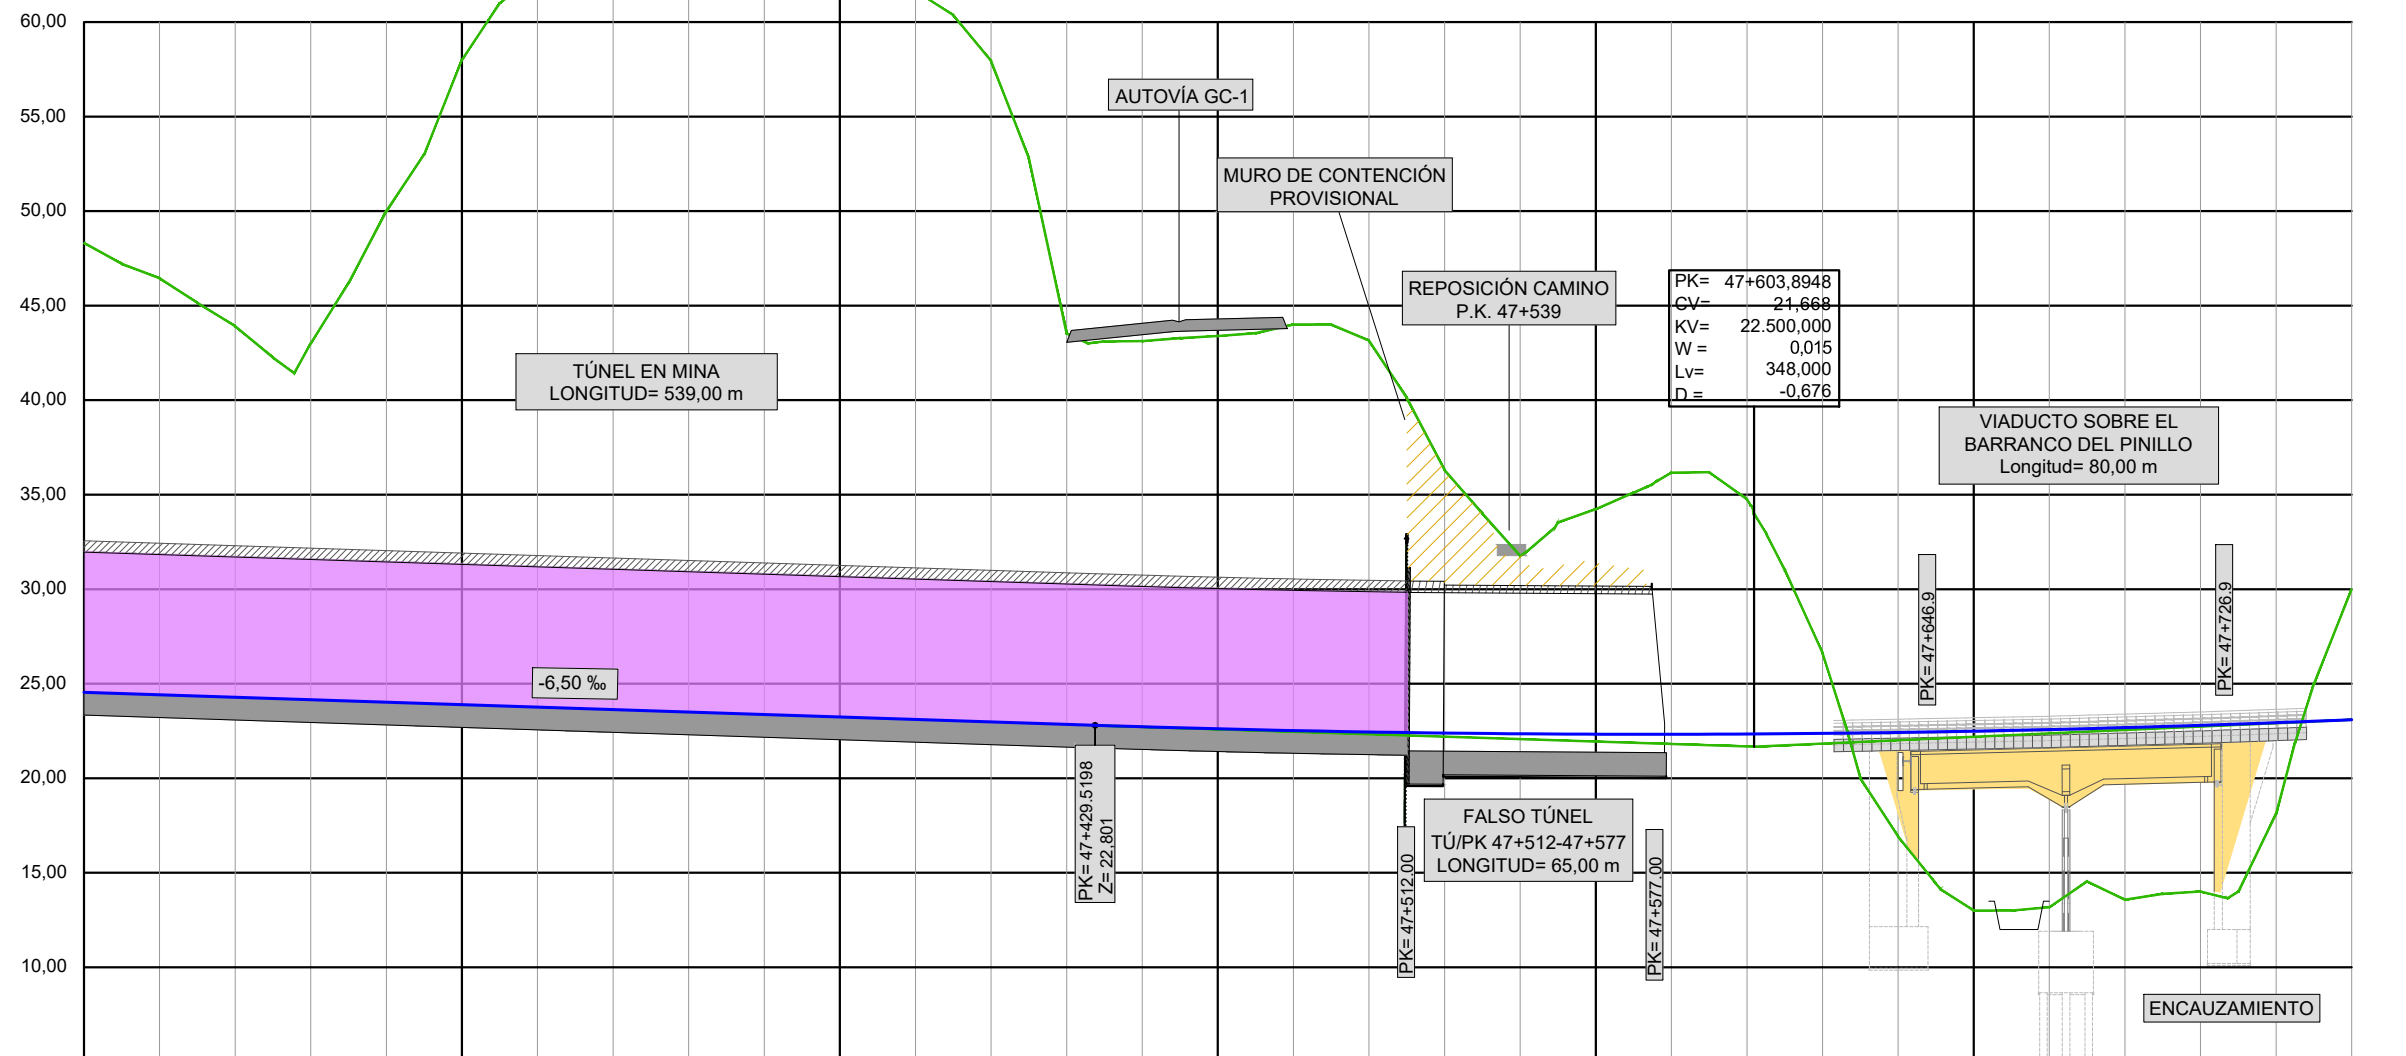 60,00
55,00
50,00
45,00
40,00
35,00
30,00
25,00
20,00
15,00
10,00
AUTOVÍA GC-1
MURO DE CONTENCIÓN
PROVISIONAL
REPOSICIÓN CAMINO
P.K. 47+539
PK= 47+603,8948
CV= 21,668
KV= 22.500,000
W = 0,015
Lv= 348,000
D = -0,676
TÚNEL EN MINA
LONGITUD= 539,00 m
VIADUCTO SOBRE EL
BARRANCO DEL PINILLO
Longitud= 80,00 m
PK= 47+646.9
PK= 47+726.9
-6,50 ‰
PK= 47+429.5198
Z= 22,801
PK= 47+512.00
FALSO TÚNEL
TÚ/PK 47+512-47+577
LONGITUD= 65,00 m
PK= 47+577.00
ENCAUZAMIENTO